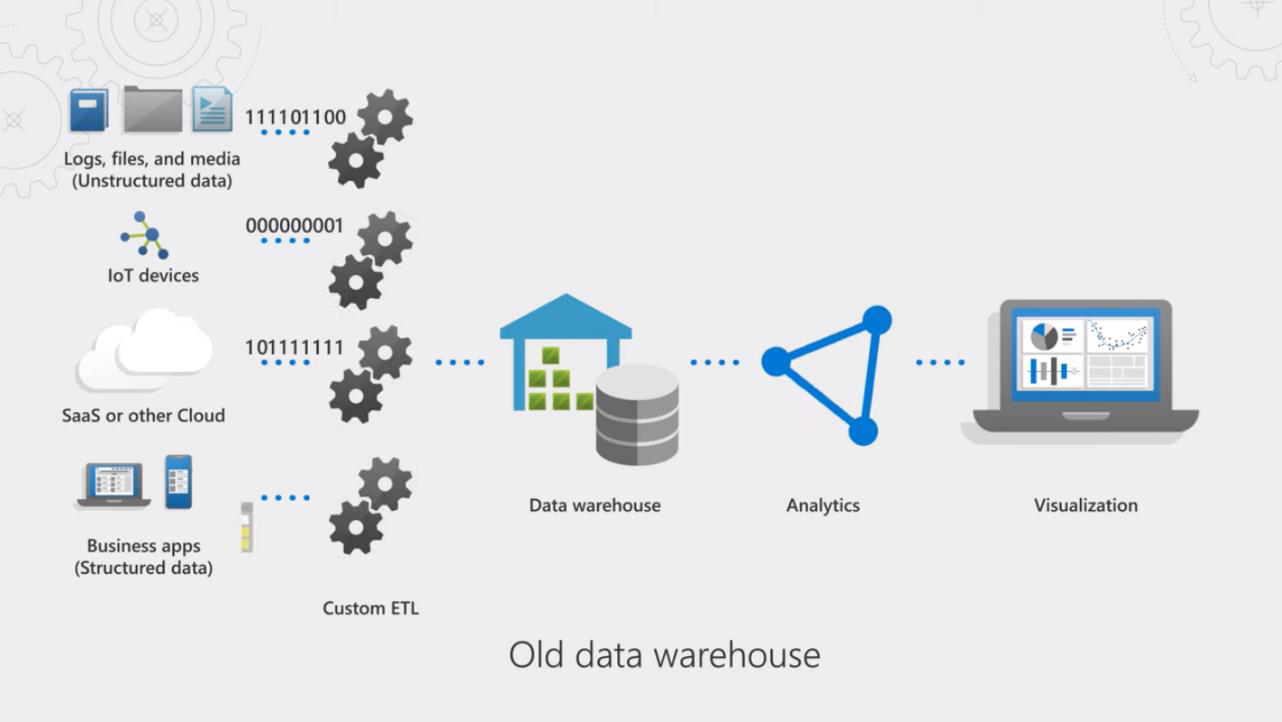 111101100
Logs, files, and media
(Unstructured data)
000000001
IoT devices
101111111
SaaS or other Cloud
Business apps
(Structured data)
Custom ETL
Data warehouse
Analytics
Visualization
Old data warehouse